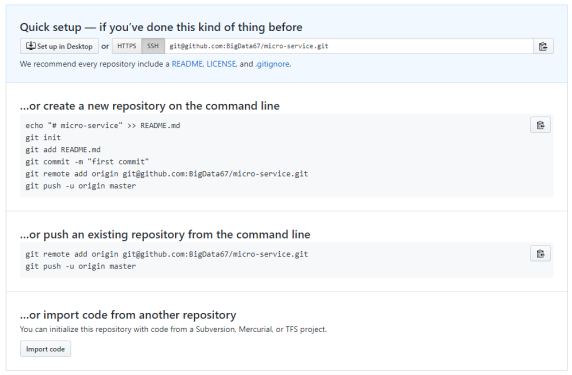 Quick setup — if you've done this kind of thing before
Set up in Desktop or HTTPS SSH git@github.com:BigData67/micro-service.git
We recommend every repository include a README, LICENSE, and .gitignore.
...or create a new repository on the command line
echo "# micro-service" >> README.md
git init
git add README.md
git commit -m "first commit"
git remote add origin git@github.com:BigData67/micro-service.git
git push -u origin master
...or push an existing repository from the command line
git remote add origin git@github.com:BigData67/micro-service.git
git push -u origin master
...or import code from another repository
You can initialize this repository with code from a Subversion, Mercurial, or TFS project.
Import code